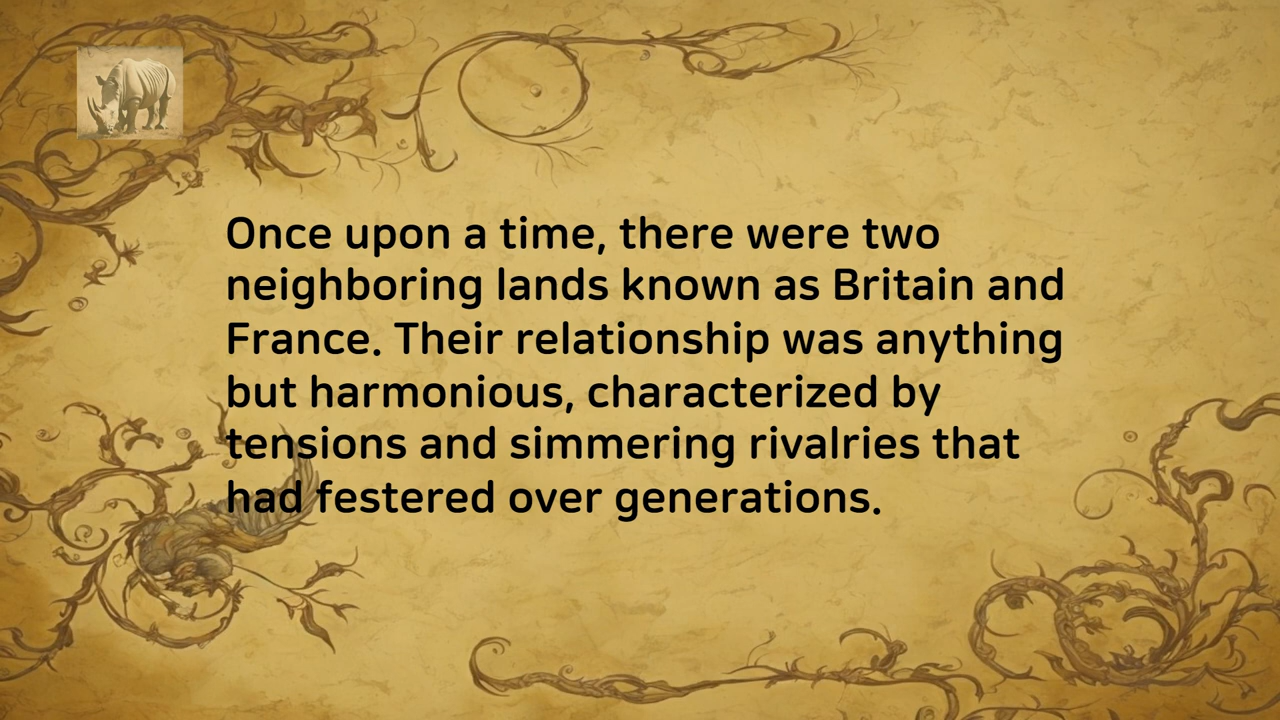 Once upon a time, there were two
neighboring lands known as Britain and
France. Their relationship was anything
but harmonious, characterized by
tensions and simmering rivalries that
had festered over generations.